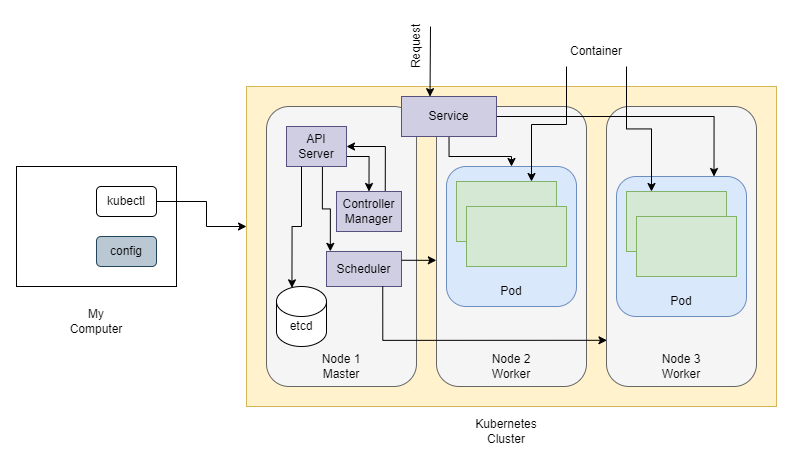 Request
Container
Service
API
Server
kubectl
Controller
Manager
config
Scheduler
Pod
Pod
etcd
My
Computer
Node 1
Master
Node 2
Worker
Node 3
Worker
Kubernetes
Cluster